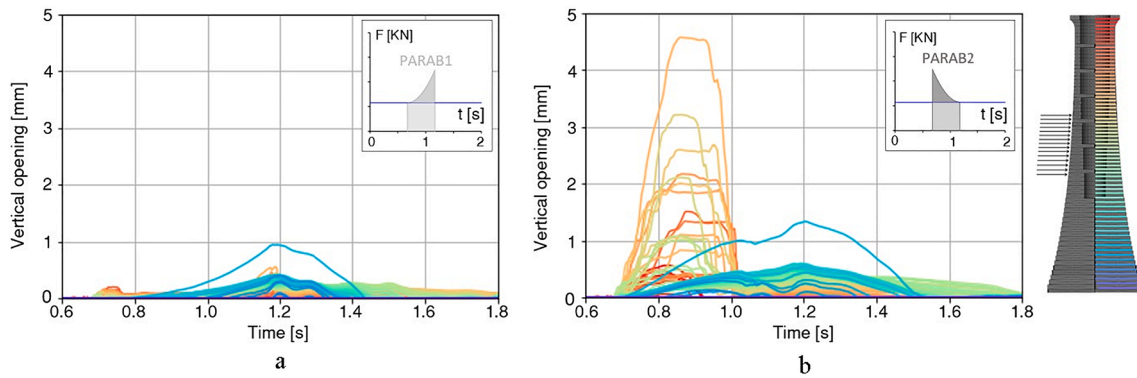 5
4
3
2
1
0
Vertical opening [mm]
0.6 0.8 1.0 1.2 1.4 1.6 1.8
Time [s]
F [KN]
PARAB1
t [s]
0 1 2
a
5
4
3
2
1
0
Vertical opening [mm]
0.6 0.8 1.0 1.2 1.4 1.6 1.8
Time [s]
F [KN]
PARAB2
t [s]
0 1 2
b